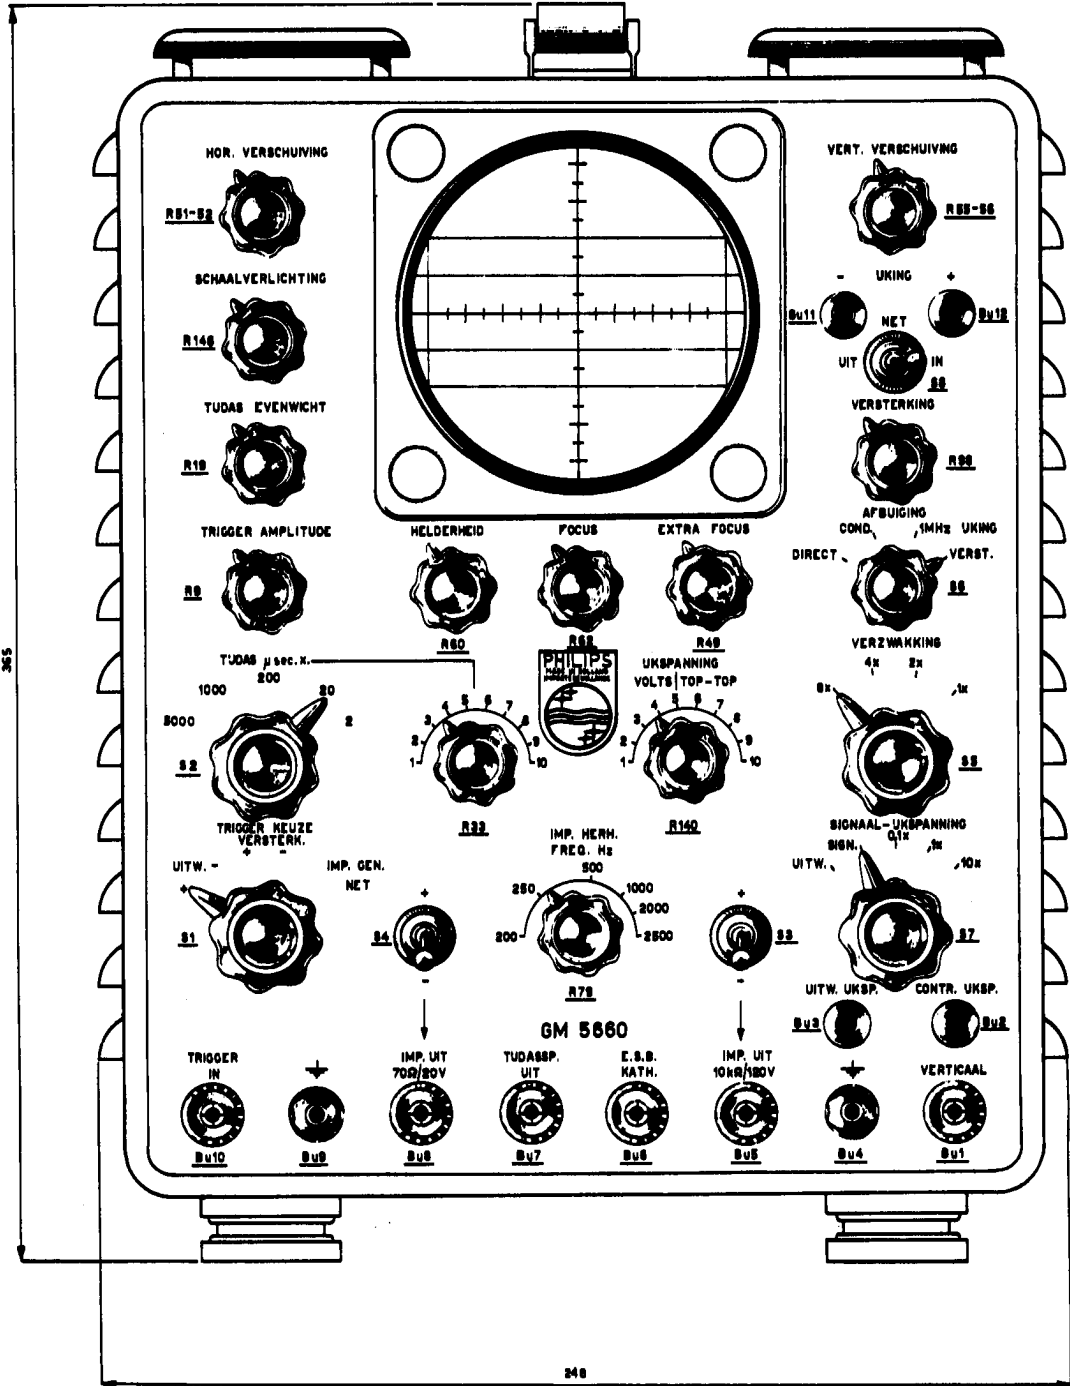 HOR. VERSCHUIVING
R51-52
VERT. VERSCHUIVING
R55-56
SCHAALVERLICHTING
R146
- IJKING +
Bu11
Bu12
NET
UIT
IN
TIJDAS EVENWICHT
R19
VERSTERKING
R98
TRIGGER AMPLITUDE
R9
HELDERHEID
R60
FOCUS
R62
EXTRA FOCUS
R49
AFBUIGING
COND.
1MHz IJKING
DIRECT
VERST.
S6
PHILIPS
MADE IN HOLLAND
TIJDAS µsec.x.
5000
1000
200
20
2
S2
1 2 3 4 5 6 7 8 9 10
R33
IJKSPANNING
VOLTS TOP-TOP
1 2 3 4 5 6 7 8 9 10
R140
VERZWAKKING
8x
4x
2x
1x
S5
TRIGGER KEUZE
VERSTERK.
+ -
UITW. -
+
IMP. GEN.
NET
S1
+
S4
-
IMP. HERH.
FREQ. Hz
200
250
500
1000
2000
2500
R79
+
S3
-
SIGNAAL-IJKSPANNING
UITW.
SIGN.
0,1x
1x
10x
S7
UITW. IJKSP.
Bu3
CONTR. IJKSP.
Bu2
GM 5660
TRIGGER
IN
Bu10
Bu9
IMP. UIT
70Ω/20V
Bu8
TIJDASSP.
UIT
Bu7
E.S.B.
KATH.
Bu6
IMP. UIT
10kΩ/120V
Bu5
Bu4
VERTICAAL
Bu1
365